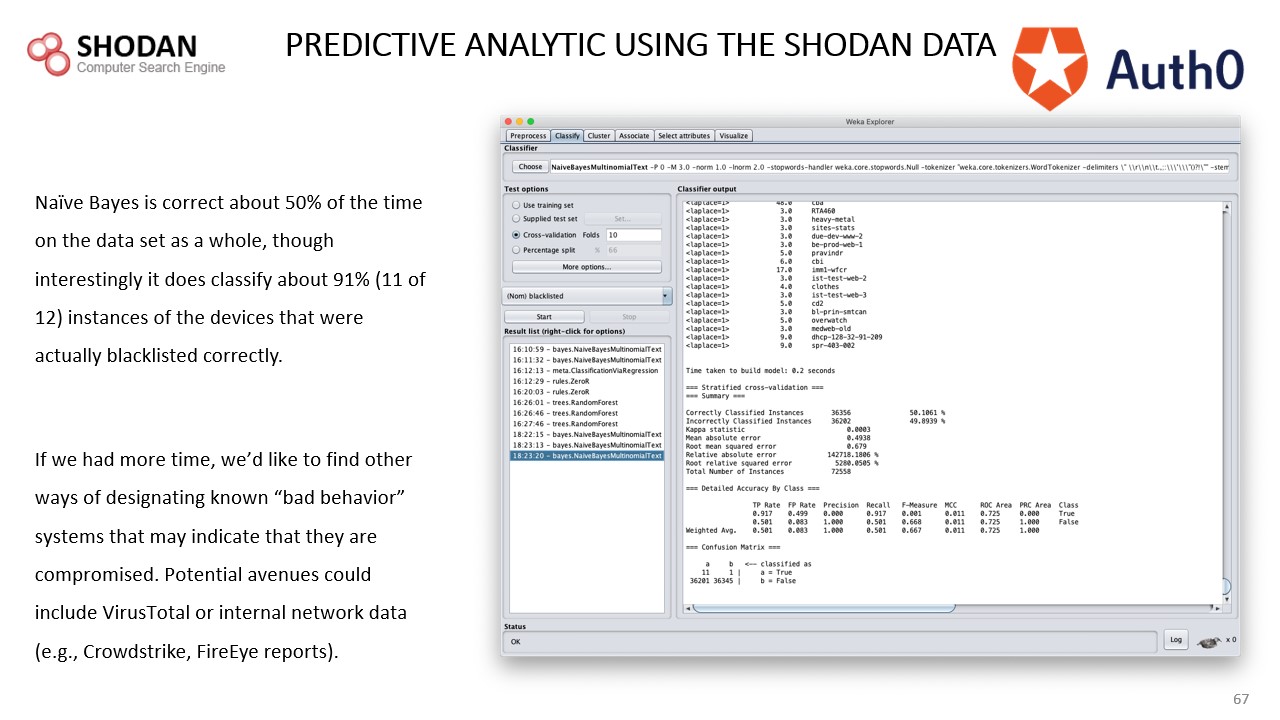 SHODAN
Computer Search Engine
PREDICTIVE ANALYTIC USING THE SHODAN DATA
Auth0
Naïve Bayes is correct about 50% of the time
on the data set as a whole, though
interestingly it does classify about 91% (11 of
12) instances of the devices that were
actually blacklisted correctly.
If we had more time, we’d like to find other
ways of designating known “bad behavior”
systems that may indicate that they are
compromised. Potential avenues could
include VirusTotal or internal network data
(e.g., Crowdstrike, FireEye reports).
Weka Explorer
Preprocess Classify Cluster Associate Select attributes Visualize
Classifier
Choose NaiveBayesMultinomialText -P 0 -M 3.0 -norm 1.0 -lnorm 2.0 -stopwords-handler weka.core.stopwords.Null -tokenizer "weka.core.tokenizers.WordTokenizer -delimiters
Test options
Use training set
Supplied test set Set...
Cross-validation Folds 10
Percentage split % 66
More options...
(Nom) blacklisted
Start Stop
Result list (right-click for options)
16:10:59 - bayes.NaiveBayesMultinomialText
16:11:32 - bayes.NaiveBayesMultinomialText
16:12:13 - meta.ClassificationViaRegression
16:12:29 - rules.ZeroR
16:20:03 - rules.ZeroR
16:26:01 - trees.RandomForest
16:26:46 - trees.RandomForest
16:27:46 - trees.RandomForest
18:22:15 - bayes.NaiveBayesMultinomialText
18:23:13 - bayes.NaiveBayesMultinomialText
18:23:20 - bayes.NaiveBayesMultinomialText
Classifier output
<laplace=1> 48.0 cba
<laplace=1> 3.0 RTA460
<laplace=1> 3.0 heavy-metal
<laplace=1> 3.0 sites-stats
<laplace=1> 3.0 due-dev-www-2
<laplace=1> 3.0 be-prod-web-1
<laplace=1> 5.0 pravindr
<laplace=1> 6.0 cbi
<laplace=1> 17.0 imm1-wfcr
<laplace=1> 3.0 ist-test-web-2
<laplace=1> 4.0 clothes
<laplace=1> 3.0 ist-test-web-3
<laplace=1> 5.0 cd2
<laplace=1> 3.0 bl-prin-smtcan
<laplace=1> 5.0 overwatch
<laplace=1> 3.0 medweb-old
<laplace=1> 9.0 dhcp-128-32-91-209
<laplace=1> 9.0 spr-403-002
Time taken to build model: 0.2 seconds
=== Stratified cross-validation ===
=== Summary ===
Correctly Classified Instances 36356 50.1061 %
Incorrectly Classified Instances 36202 49.8939 %
Kappa statistic 0.0003
Mean absolute error 0.4938
Root mean squared error 0.679
Relative absolute error 142718.1806 %
Root relative squared error 5280.0505 %
Total Number of Instances 72558
=== Detailed Accuracy By Class ===
TP Rate FP Rate Precision Recall F-Measure MCC ROC Area PRC Area Class
0.917 0.499 0.000 0.917 0.001 0.011 0.725 0.000 True
0.501 0.083 1.000 0.501 0.668 0.011 0.725 1.000 False
Weighted Avg. 0.501 0.083 1.000 0.501 0.667 0.011 0.725 1.000
=== Confusion Matrix ===
a b <-- classified as
11 1 | a = True
36201 36345 | b = False
Status
OK
Log
x 0
67